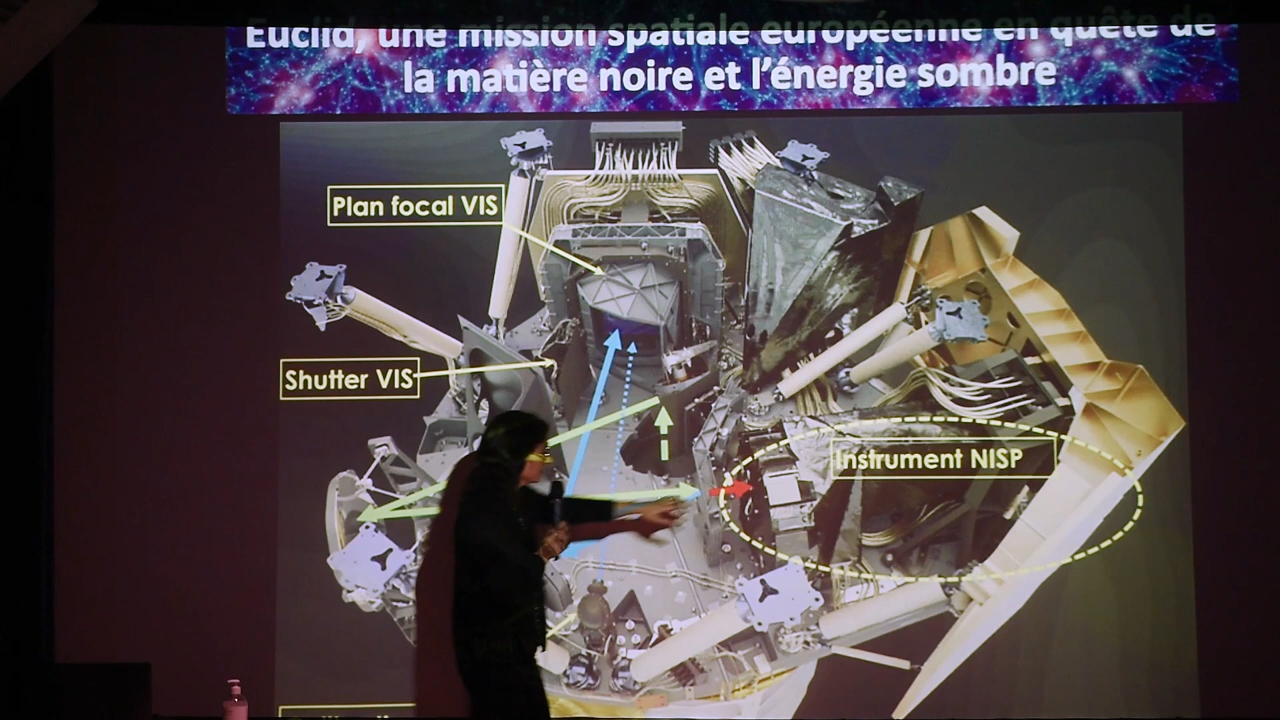 Euclid, une mission spatiale européenne en quête de
la matière noire et l'énergie sombre
Plan focal VIS
Shutter VIS
Instrument NISP